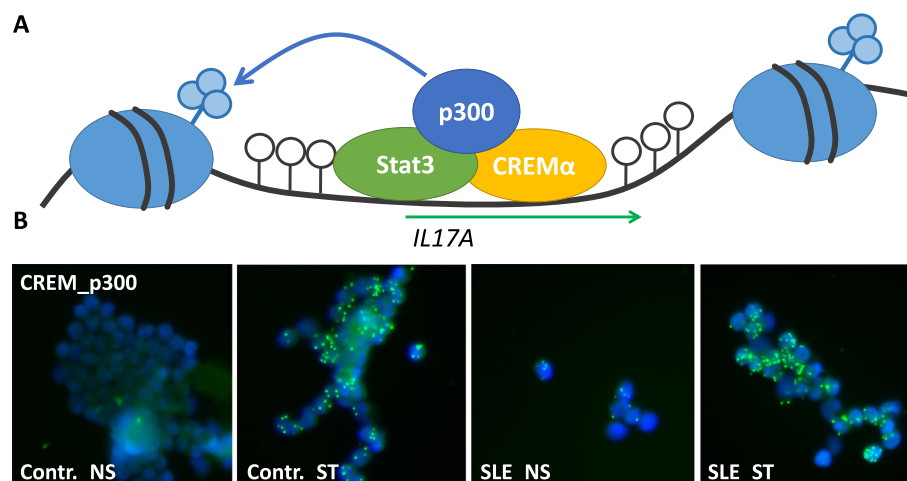 A
p300
Stat3
CREMα
IL17A
B
CREM_p300
Contr. NS
Contr. ST
SLE NS
SLE ST